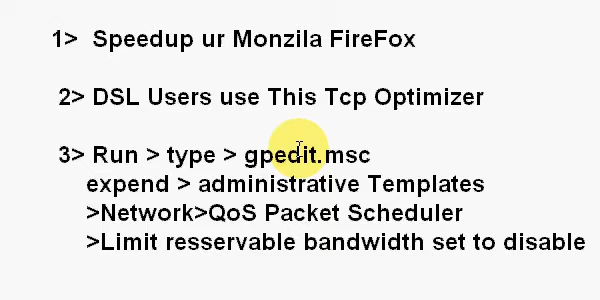 1> Speedup ur Monzila FireFox
2> DSL Users use This Tcp Optimizer
3> Run > type > gpedit.msc
expend > administrative Templates
>Network>QoS Packet Scheduler
>Limit resservable bandwidth set to disable